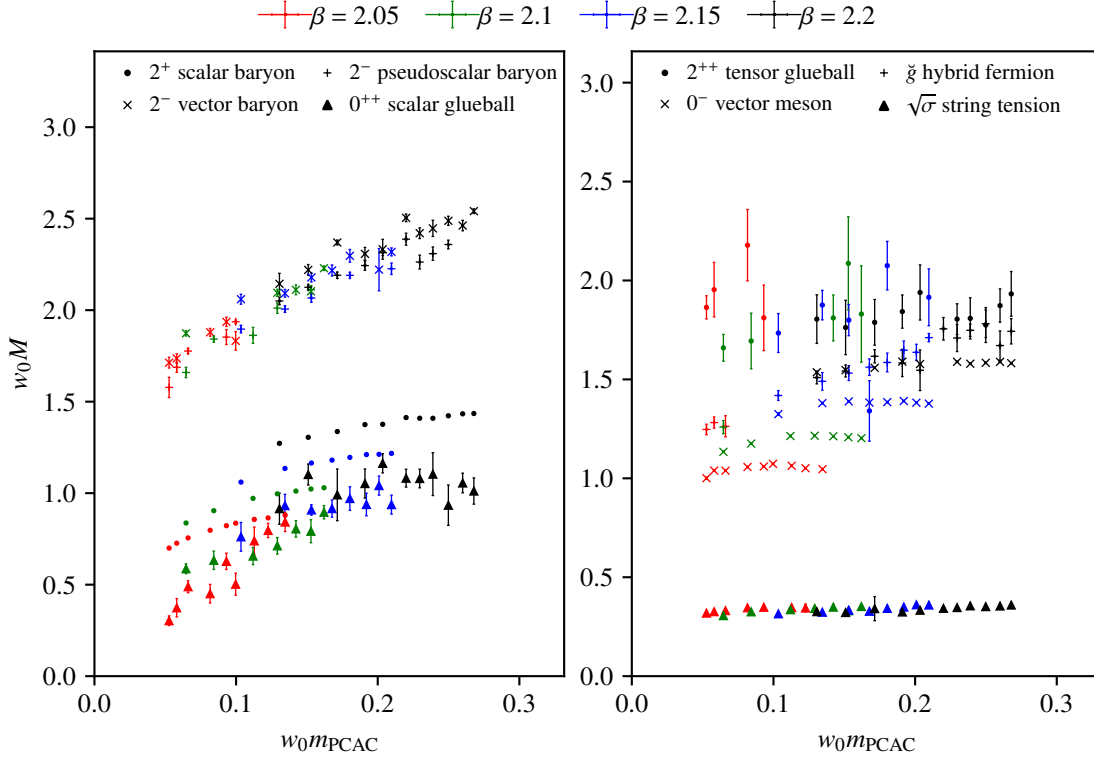 β = 2.05 β = 2.1 β = 2.15 β = 2.2
2⁺ scalar baryon 2⁻ pseudoscalar baryon
2⁻ vector baryon 0⁺⁺ scalar glueball
3.0
2.5
2.0
1.5
1.0
0.5
0.0
w₀M
0.0 0.1 0.2 0.3
w₀m_PCAC
2⁺⁺ tensor glueball ğ hybrid fermion
0⁻ vector meson √σ string tension
3.0
2.5
2.0
1.5
1.0
0.5
0.0
0.0 0.1 0.2 0.3
w₀m_PCAC